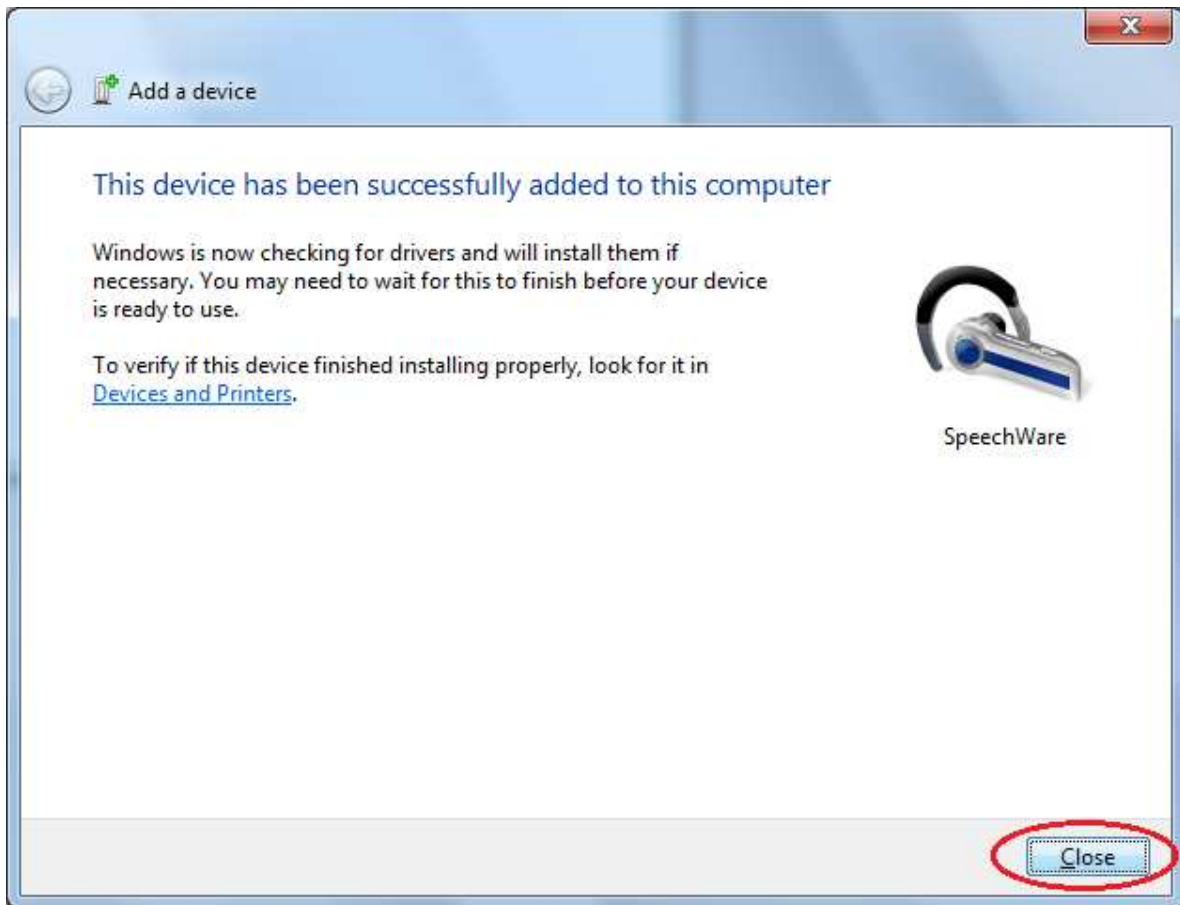 Add a device
This device has been successfully added to this computer
Windows is now checking for drivers and will install them if
necessary. You may need to wait for this to finish before your device
is ready to use.
To verify if this device finished installing properly, look for it in
Devices and Printers.
SpeechWare
Close